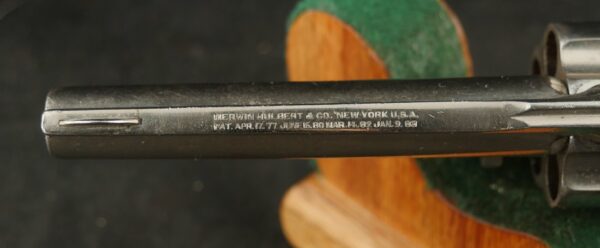 MERWIN HULBERT & CO. NEW YORK U.S.A.
PAT. APR. 17. 77 JUNE 15. 80 MAR. 14. 82 JAN. 9. 83